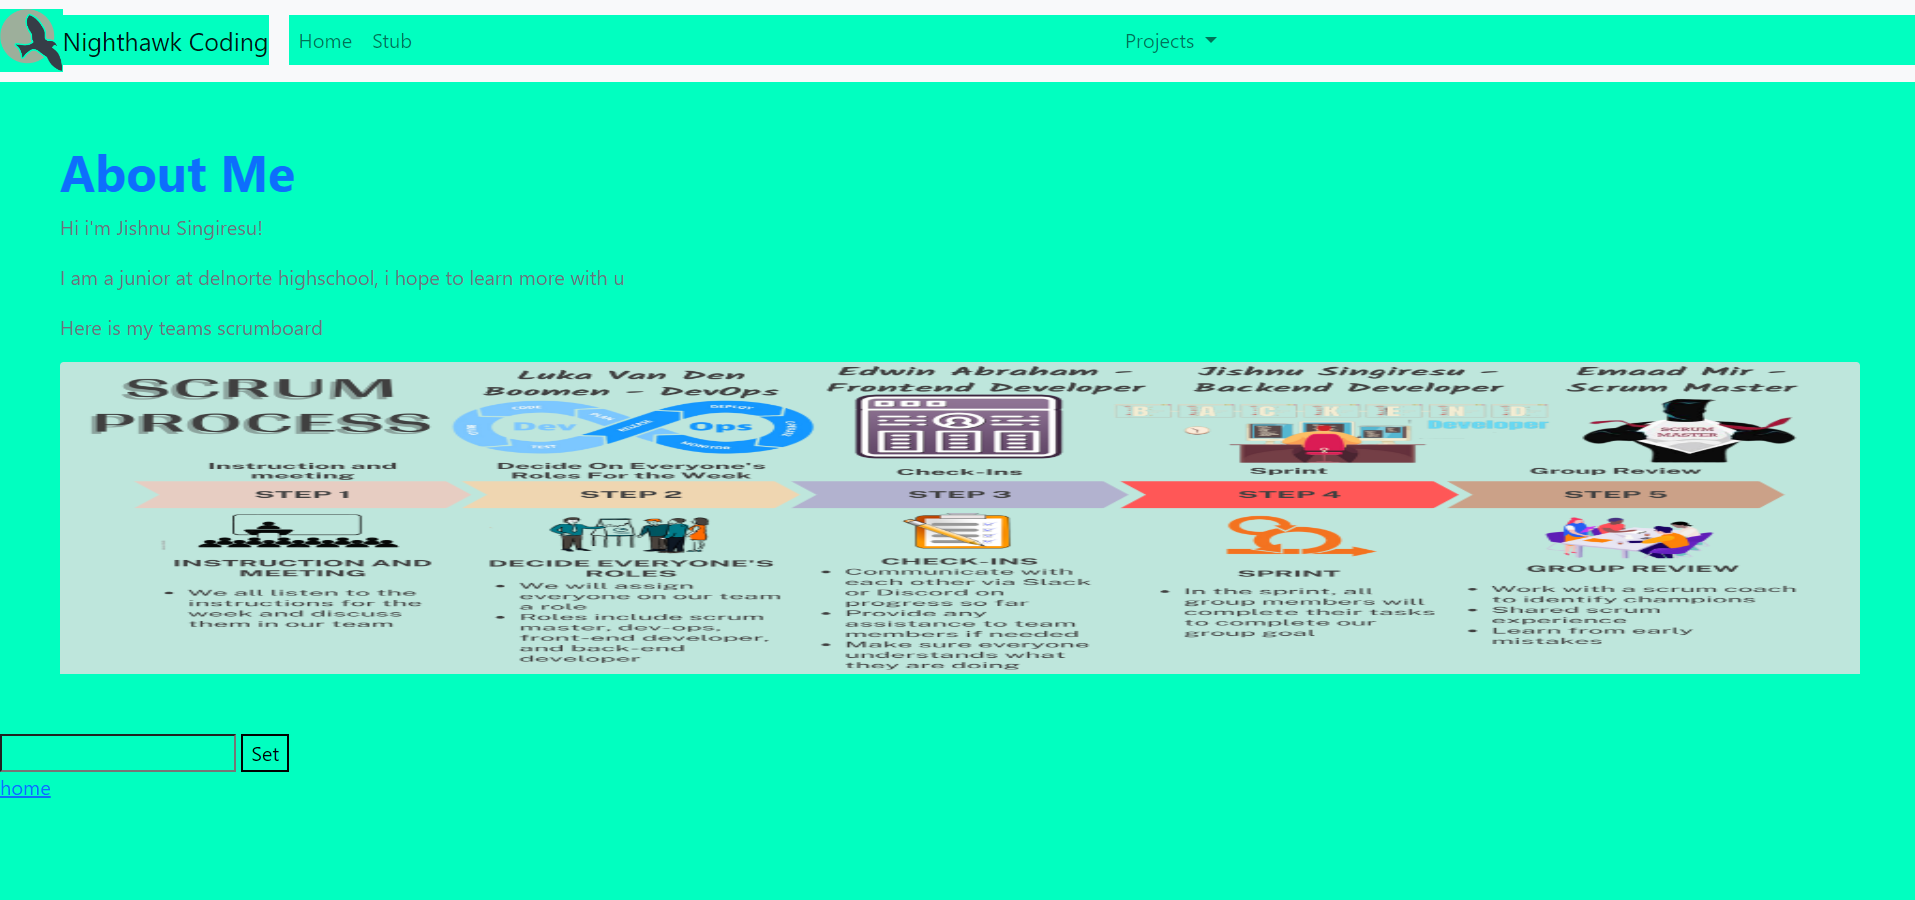 Nighthawk Coding
Home Stub Projects
About Me
Hi i'm Jishnu Singiresu!
I am a junior at delnorte highschool, i hope to learn more with u
Here is my teams scrumboard
SCRUM
PROCESS
Luka Van Den
Boomen - DevOps
Edwin Abraham -
Frontend Developer
Jishnu Singiresu -
Backend Developer
Emaad Mir -
Scrum Master
CODE
PLAN
RELEASE
DEPLOY
MONITOR
TEST
Dev
Ops
BACKEND
Developer
SCRUM
MASTER
Instruction and
meeting
Decide On Everyone's
Roles For the Week
Check-Ins
Sprint
Group Review
STEP 1
STEP 2
STEP 3
STEP 4
STEP 5
INSTRUCTION AND
MEETING
• We all listen to the
instructions for the
week and discuss
them in our team
DECIDE EVERYONE'S
ROLES
• We will assign
everyone on our team
a role
• Roles include scrum
master, dev-ops,
front-end developer,
and back-end
developer
CHECK-INS
• Communicate with
each other via Slack
or Discord on
progress so far
• Provide any
assistance to team
members if needed
• Make sure everyone
understands what
they are doing
SPRINT
• In the sprint, all
group members will
complete their tasks
to complete our
group goal
GROUP REVIEW
• Work with a scrum coach
to identify champions
• Shared scrum
experience
• Learn from early
mistakes
Set
home